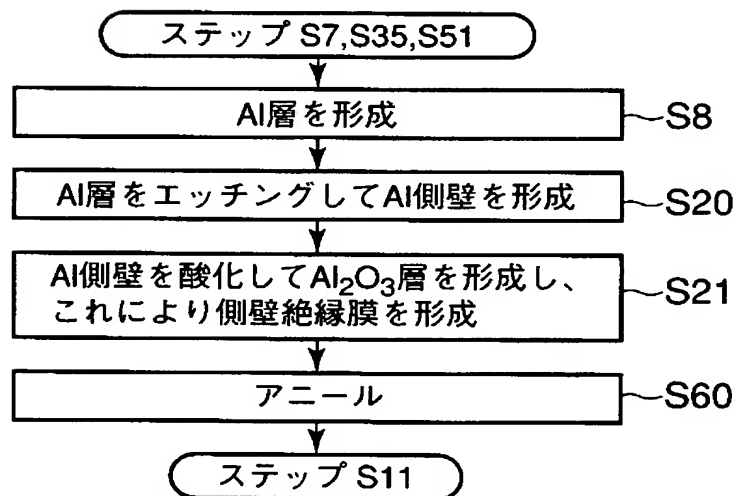 ステップ S7,S35,S51
Al層を形成
S8
Al層をエッチングしてAl側壁を形成
S20
Al側壁を酸化してAl₂O₃層を形成し、
これにより側壁絶縁膜を形成
S21
アニール
S60
ステップ S11